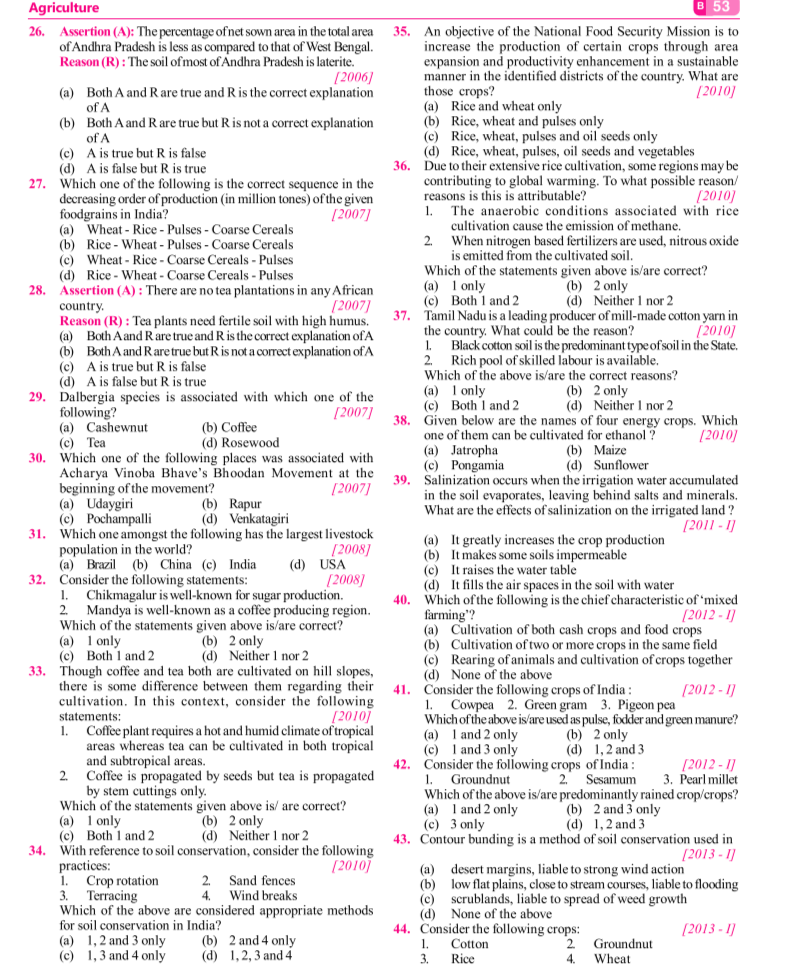 Agriculture
B 53
26. Assertion (A): The percentage of net sown area in the total area
of Andhra Pradesh is less as compared to that of West Bengal.
Reason (R) : The soil of most of Andhra Pradesh is laterite.
[2006]
(a) Both A and R are true and R is the correct explanation
of A
(b) Both A and R are true but R is not a correct explanation
of A
(c) A is true but R is false
(d) A is false but R is true
27. Which one of the following is the correct sequence in the
decreasing order of production (in million tones) of the given
foodgrains in India? [2007]
(a) Wheat - Rice - Pulses - Coarse Cereals
(b) Rice - Wheat - Pulses - Coarse Cereals
(c) Wheat - Rice - Coarse Cereals - Pulses
(d) Rice - Wheat - Coarse Cereals - Pulses
28. Assertion (A) : There are no tea plantations in any African
country. [2007]
Reason (R) : Tea plants need fertile soil with high humus.
(a) Both A and R are true and R is the correct explanation of A
(b) Both A and R are true but R is not a correct explanation of A
(c) A is true but R is false
(d) A is false but R is true
29. Dalbergia species is associated with which one of the
following? [2007]
(a) Cashewnut (b) Coffee
(c) Tea (d) Rosewood
30. Which one of the following places was associated with
Acharya Vinoba Bhave's Bhoodan Movement at the
beginning of the movement? [2007]
(a) Udaygiri (b) Rapur
(c) Pochampalli (d) Venkatagiri
31. Which one amongst the following has the largest livestock
population in the world? [2008]
(a) Brazil (b) China (c) India (d) USA
32. Consider the following statements: [2008]
1. Chikmagalur is well-known for sugar production.
2. Mandya is well-known as a coffee producing region.
Which of the statements given above is/are correct?
(a) 1 only (b) 2 only
(c) Both 1 and 2 (d) Neither 1 nor 2
33. Though coffee and tea both are cultivated on hill slopes,
there is some difference between them regarding their
cultivation. In this context, consider the following
statements: [2010]
1. Coffee plant requires a hot and humid climate of tropical
areas whereas tea can be cultivated in both tropical
and subtropical areas.
2. Coffee is propagated by seeds but tea is propagated
by stem cuttings only.
Which of the statements given above is/ are correct?
(a) 1 only (b) 2 only
(c) Both 1 and 2 (d) Neither 1 nor 2
34. With reference to soil conservation, consider the following
practices: [2010]
1. Crop rotation 2. Sand fences
3. Terracing 4. Wind breaks
Which of the above are considered appropriate methods
for soil conservation in India?
(a) 1, 2 and 3 only (b) 2 and 4 only
(c) 1, 3 and 4 only (d) 1, 2, 3 and 4
35. An objective of the National Food Security Mission is to
increase the production of certain crops through area
expansion and productivity enhancement in a sustainable
manner in the identified districts of the country. What are
those crops? [2010]
(a) Rice and wheat only
(b) Rice, wheat and pulses only
(c) Rice, wheat, pulses and oil seeds only
(d) Rice, wheat, pulses, oil seeds and vegetables
36. Due to their extensive rice cultivation, some regions may be
contributing to global warming. To what possible reason/
reasons is this is attributable? [2010]
1. The anaerobic conditions associated with rice
cultivation cause the emission of methane.
2. When nitrogen based fertilizers are used, nitrous oxide
is emitted from the cultivated soil.
Which of the statements given above is/are correct?
(a) 1 only (b) 2 only
(c) Both 1 and 2 (d) Neither 1 nor 2
37. Tamil Nadu is a leading producer of mill-made cotton yarn in
the country. What could be the reason? [2010]
1. Black cotton soil is the predominant type of soil in the State.
2. Rich pool of skilled labour is available.
Which of the above is/are the correct reasons?
(a) 1 only (b) 2 only
(c) Both 1 and 2 (d) Neither 1 nor 2
38. Given below are the names of four energy crops. Which
one of them can be cultivated for ethanol ? [2010]
(a) Jatropha (b) Maize
(c) Pongamia (d) Sunflower
39. Salinization occurs when the irrigation water accumulated
in the soil evaporates, leaving behind salts and minerals.
What are the effects of salinization on the irrigated land ?
[2011 - I]
(a) It greatly increases the crop production
(b) It makes some soils impermeable
(c) It raises the water table
(d) It fills the air spaces in the soil with water
40. Which of the following is the chief characteristic of 'mixed
farming'? [2012 - I]
(a) Cultivation of both cash crops and food crops
(b) Cultivation of two or more crops in the same field
(c) Rearing of animals and cultivation of crops together
(d) None of the above
41. Consider the following crops of India : [2012 - I]
1. Cowpea 2. Green gram 3. Pigeon pea
Which of the above is/are used as pulse, fodder and green manure?
(a) 1 and 2 only (b) 2 only
(c) 1 and 3 only (d) 1, 2 and 3
42. Consider the following crops of India : [2012 - I]
1. Groundnut 2. Sesamum 3. Pearl millet
Which of the above is/are predominantly rained crop/crops?
(a) 1 and 2 only (b) 2 and 3 only
(c) 3 only (d) 1, 2 and 3
43. Contour bunding is a method of soil conservation used in
[2013 - I]
(a) desert margins, liable to strong wind action
(b) low flat plains, close to stream courses, liable to flooding
(c) scrublands, liable to spread of weed growth
(d) None of the above
44. Consider the following crops: [2013 - I]
1. Cotton 2. Groundnut
3. Rice 4. Wheat